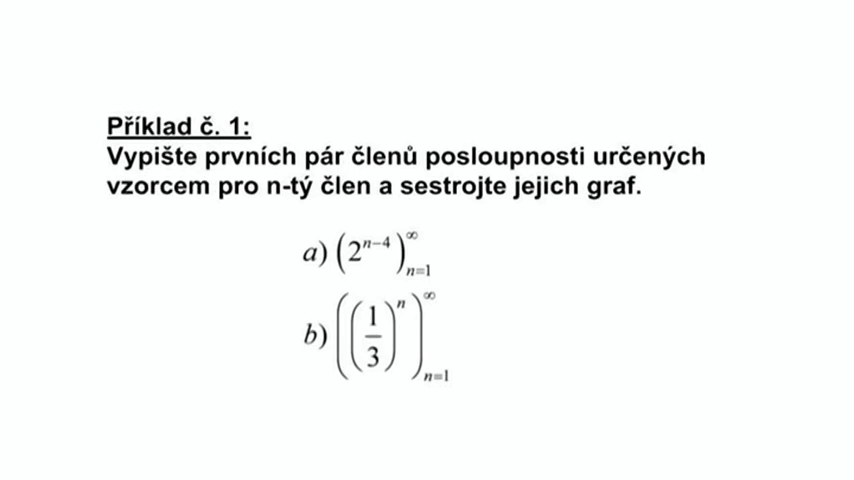 Příklad č. 1:
Vypište prvních pár členů posloupnosti určených
vzorcem pro n-tý člen a sestrojte jejich graf.
a) (2^{n-4})_{n=1}^{∞}
b) ((1/3)^n)_{n=1}^{∞}